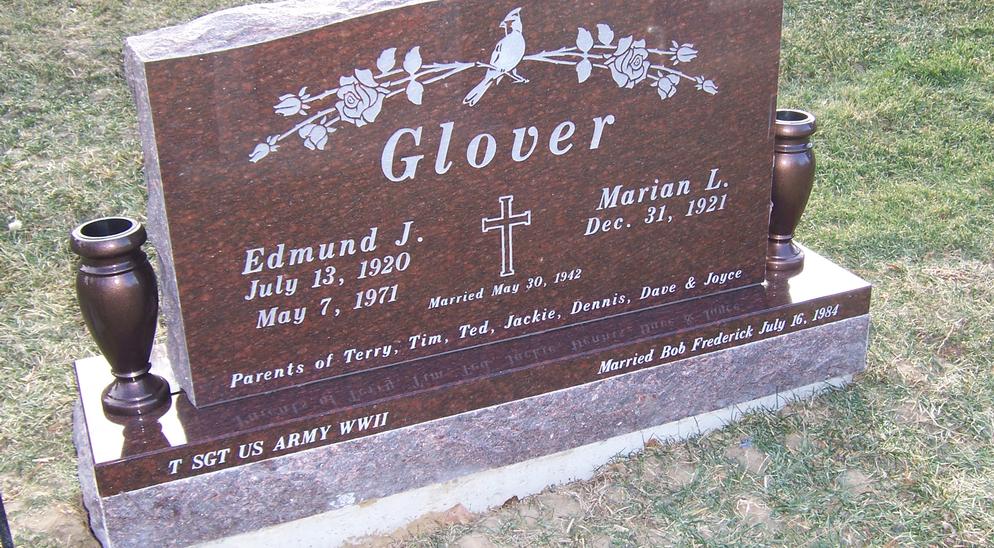 Glover
Edmund J.
July 13, 1920
May 7, 1971
Marian L.
Dec. 31, 1921
Married May 30, 1942
Parents of Terry, Tim, Ted, Jackie, Dennis, Dave & Joyce
T SGT US ARMY WWII
Married Bob Frederick July 16, 1984